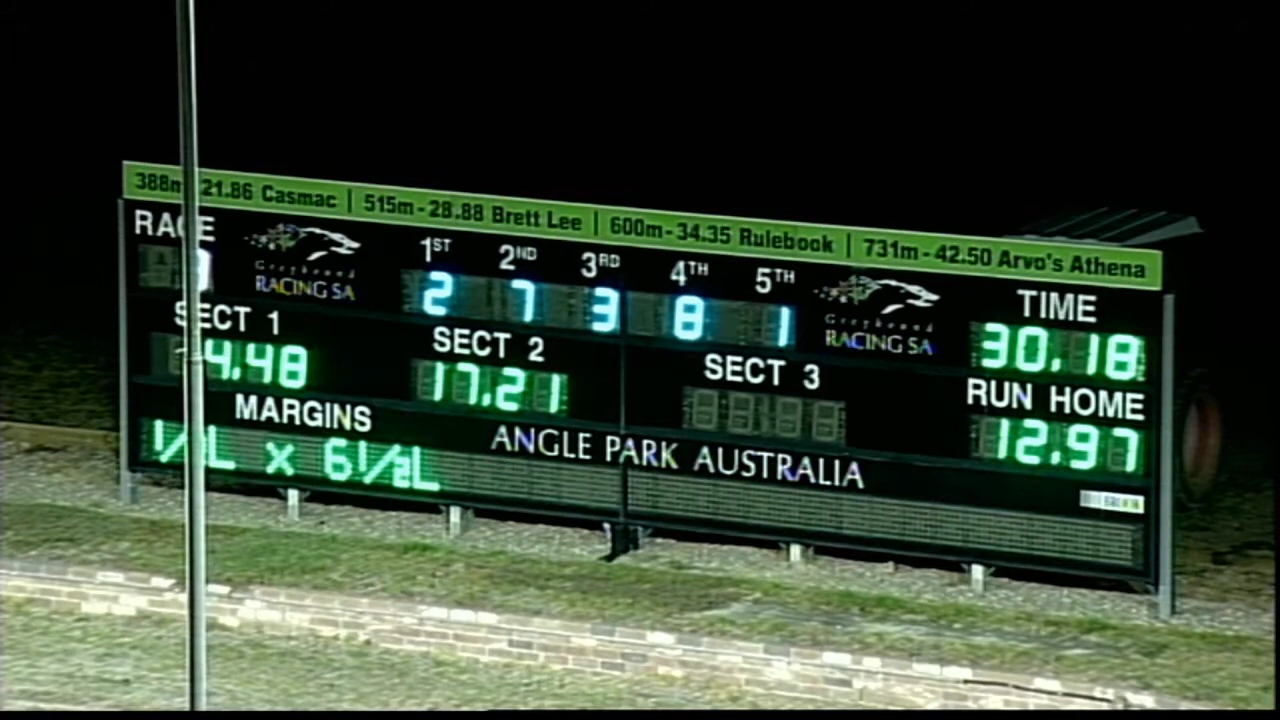 388m 21.86 Casmac | 515m-28.88 Brett Lee | 600m-34.35 Rulebook | 731m-42.50 Arvo's Athena
RACE
Greyhound
RACING SA
1ST 2ND 3RD 4TH 5TH
2 7 3 8 1
Greyhound
RACING SA
TIME
30.18
SECT 1
4.48
SECT 2
17.21
SECT 3
RUN HOME
12.97
MARGINS
L x 6½L
ANGLE PARK AUSTRALIA